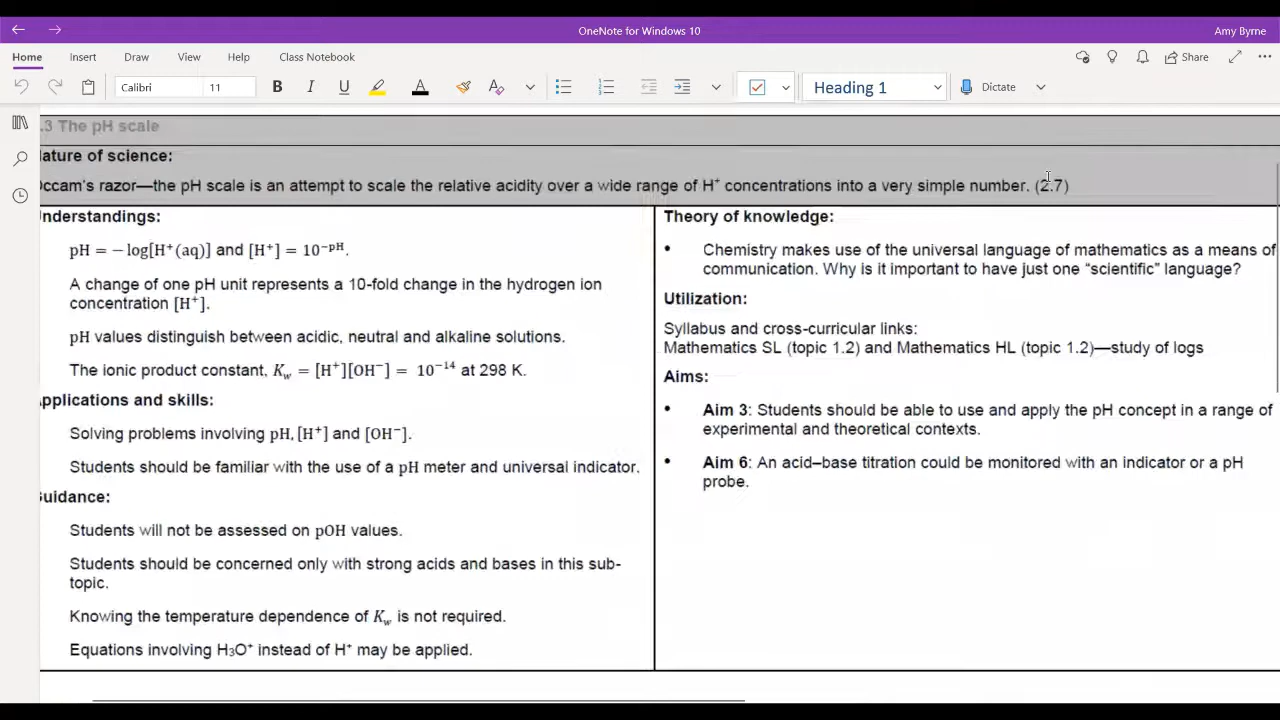 OneNote for Windows 10
Amy Byrne
Home
Insert
Draw
View
Help
Class Notebook
Share
Calibri
11
B
I
U
A
A
Heading 1
Dictate
.3 The pH scale
ature of science:
ccam's razor—the pH scale is an attempt to scale the relative acidity over a wide range of H⁺ concentrations into a very simple number. (2.7)
nderstandings:
pH = − log[H⁺(aq)] and [H⁺] = 10⁻ᵖᴴ.
A change of one pH unit represents a 10-fold change in the hydrogen ion
concentration [H⁺].
pH values distinguish between acidic, neutral and alkaline solutions.
The ionic product constant, K_w = [H⁺][OH⁻] = 10⁻¹⁴ at 298 K.
pplications and skills:
Solving problems involving pH, [H⁺] and [OH⁻].
Students should be familiar with the use of a pH meter and universal indicator.
uidance:
Students will not be assessed on pOH values.
Students should be concerned only with strong acids and bases in this sub-
topic.
Knowing the temperature dependence of K_w is not required.
Equations involving H₃O⁺ instead of H⁺ may be applied.
Theory of knowledge:
• Chemistry makes use of the universal language of mathematics as a means of
communication. Why is it important to have just one “scientific” language?
Utilization:
Syllabus and cross-curricular links:
Mathematics SL (topic 1.2) and Mathematics HL (topic 1.2)—study of logs
Aims:
• Aim 3: Students should be able to use and apply the pH concept in a range of
experimental and theoretical contexts.
• Aim 6: An acid–base titration could be monitored with an indicator or a pH
probe.